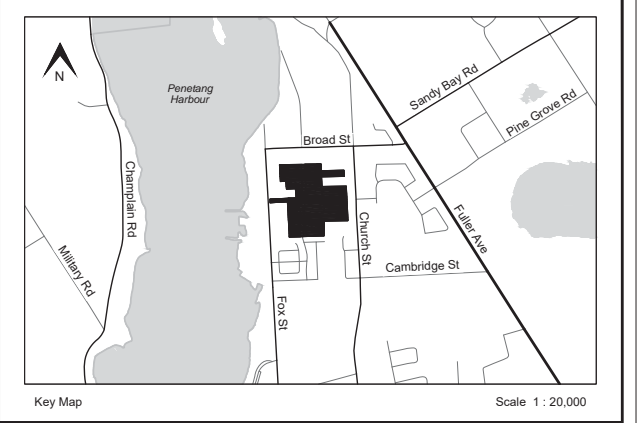 Penetang
Harbour
N
Sandy Bay Rd
Pine Grove Rd
Broad St
Champlain Rd
Church St
Fuller Ave
Military Rd
Cambridge St
Fox St
Key Map
Scale 1 : 20,000